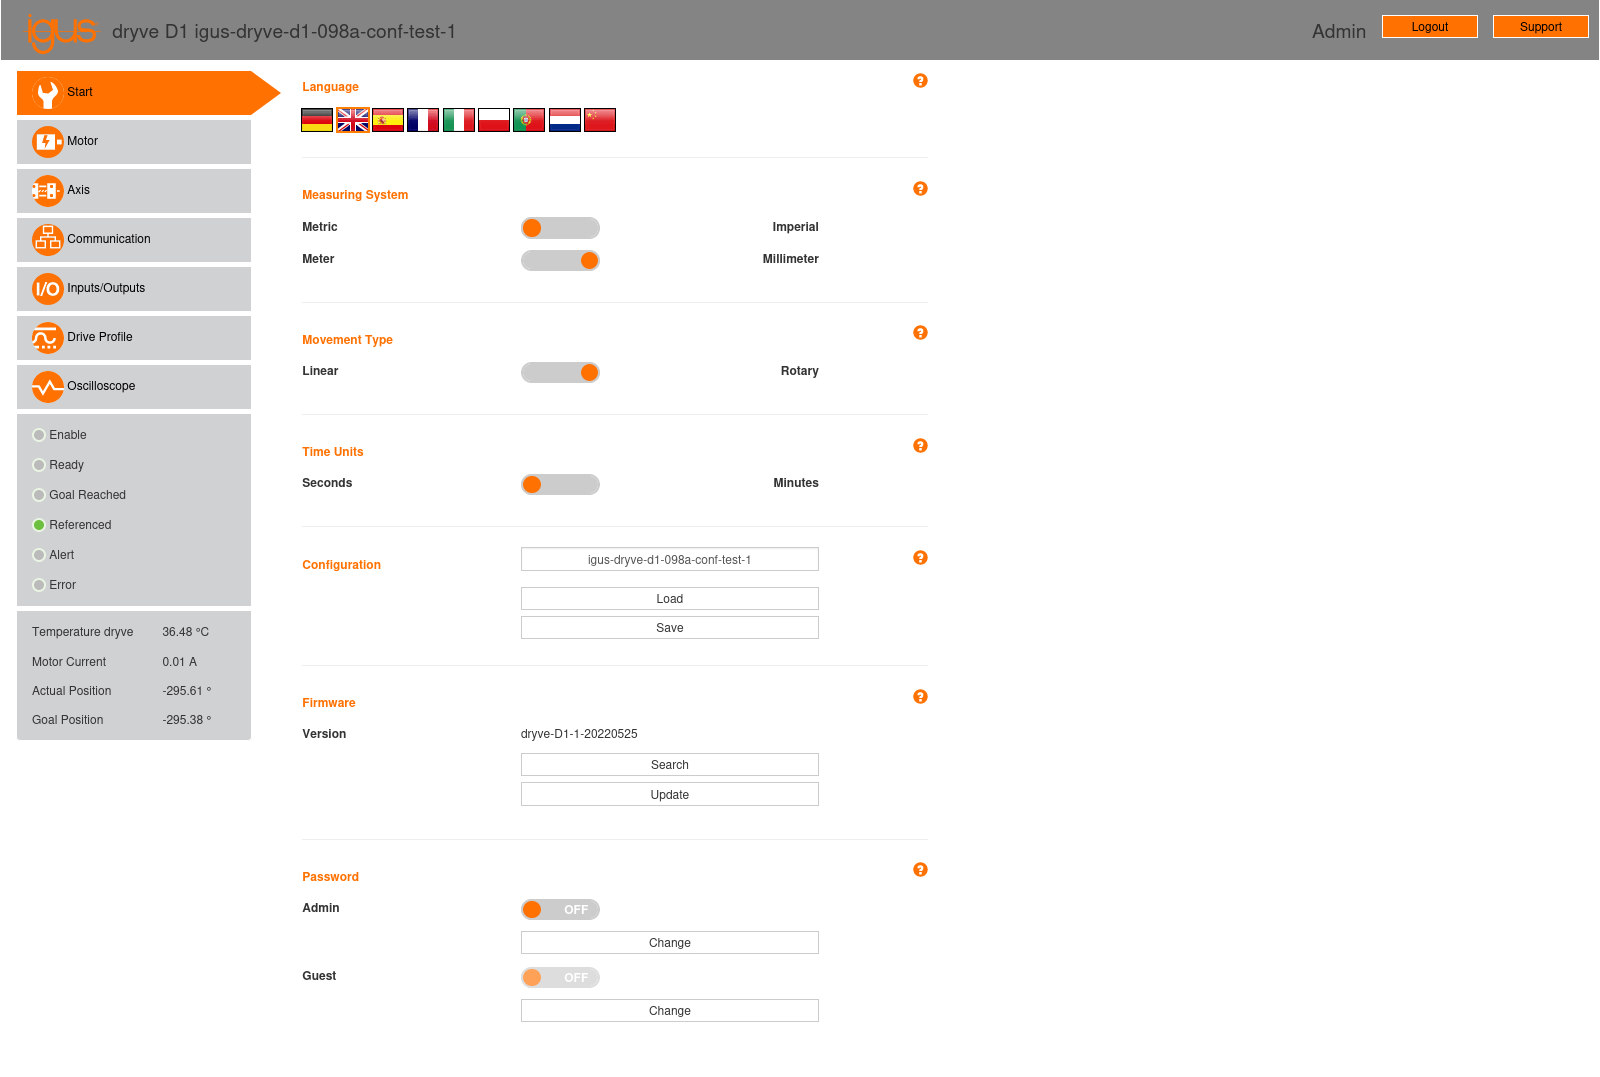 igus dryve D1 igus-dryve-d1-098a-conf-test-1 Admin Logout Support
Start
Motor
Axis
Communication
I/O Inputs/Outputs
Drive Profile
Oscilloscope
Enable
Ready
Goal Reached
Referenced
Alert
Error
Temperature dryve 36.48 °C
Motor Current 0.01 A
Actual Position -295.61 °
Goal Position -295.38 °
Language ?
Measuring System ?
Metric Imperial
Meter Millimeter
Movement Type ?
Linear Rotary
Time Units ?
Seconds Minutes
Configuration igus-dryve-d1-098a-conf-test-1 ?
Load
Save
Firmware ?
Version dryve-D1-1-20220525
Search
Update
Password ?
Admin OFF
Change
Guest OFF
Change